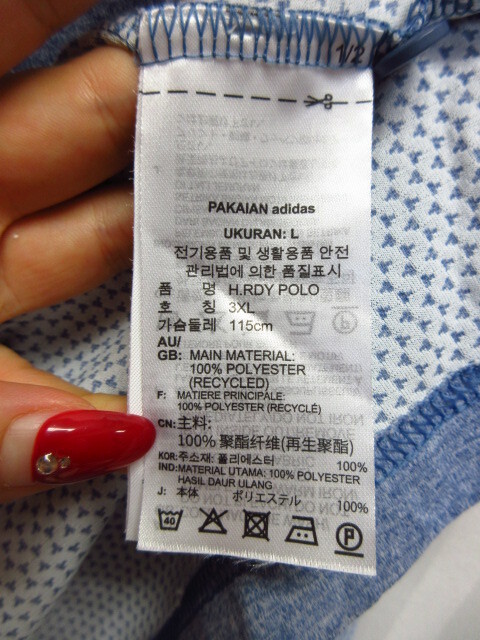 1/2
PAKAIAN adidas
UKURAN: L
전기용품 및 생활용품 안전
관리법에 의한 품질표시
품 명 H.RDY POLO
호 칭 3XL
가슴둘레 115cm
AU/
GB: MAIN MATERIAL:
100% POLYESTER
(RECYCLED)
F: MATIERE PRINCIPALE:
100% POLYESTER (RECYCLÉ)
CN: 主料:
100% 聚酯纤维(再生聚酯)
KOR: 주소재: 폴리에스터 100%
IND: MATERIAL UTAMA: 100% POLYESTER
HASIL DAUR ULANG
J: 本体 ポリエステル 100%
40 P